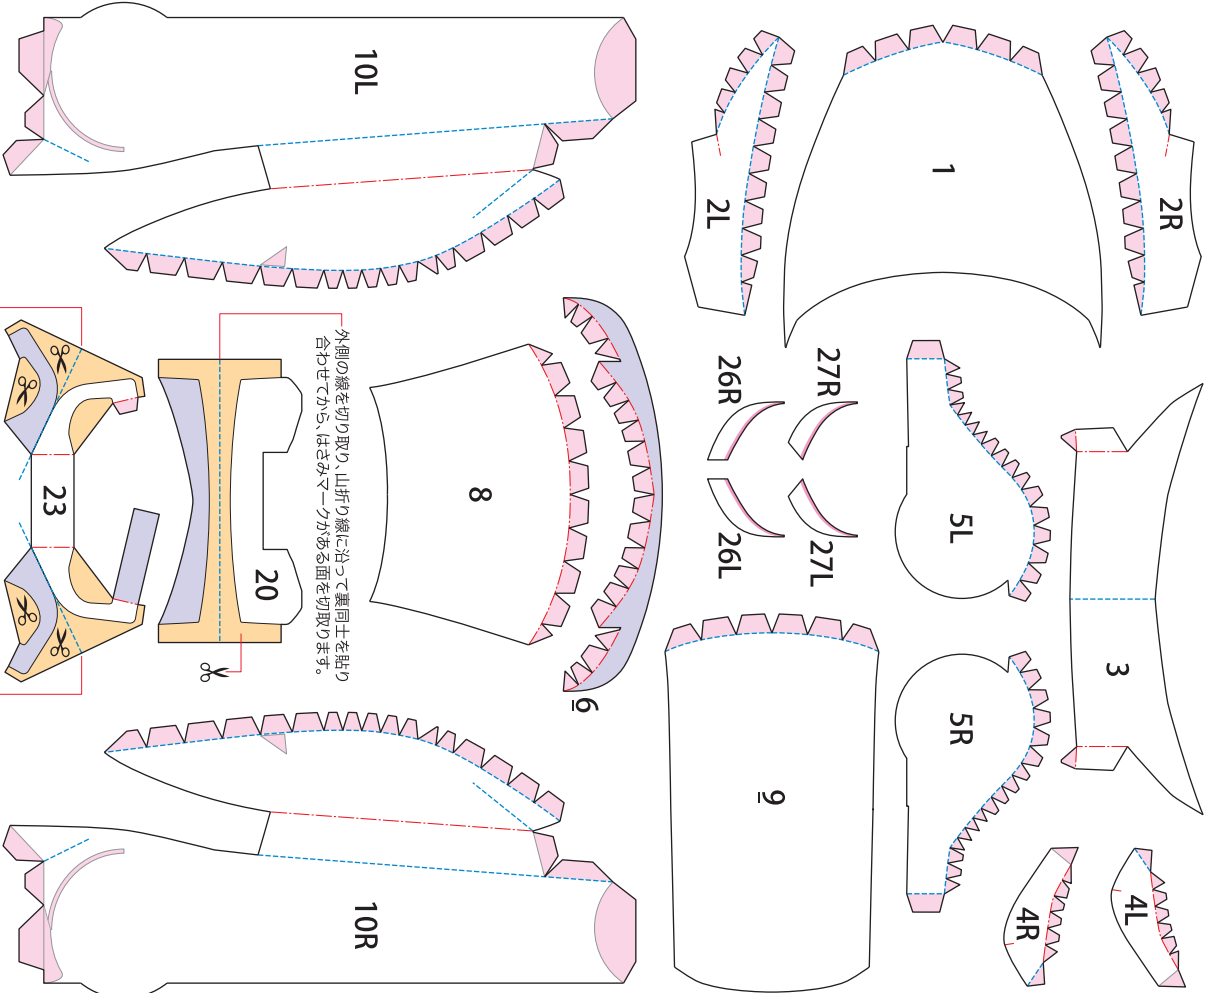 10L
1
2L
2R
26R
27R
26L
27L
5L
3
8
外側の線を切り取り、山折り線に沿って裏同士を貼り
合わせてから、はさみマークがある面を切取ります。
23
20
6
5R
9
4R
4L
10R